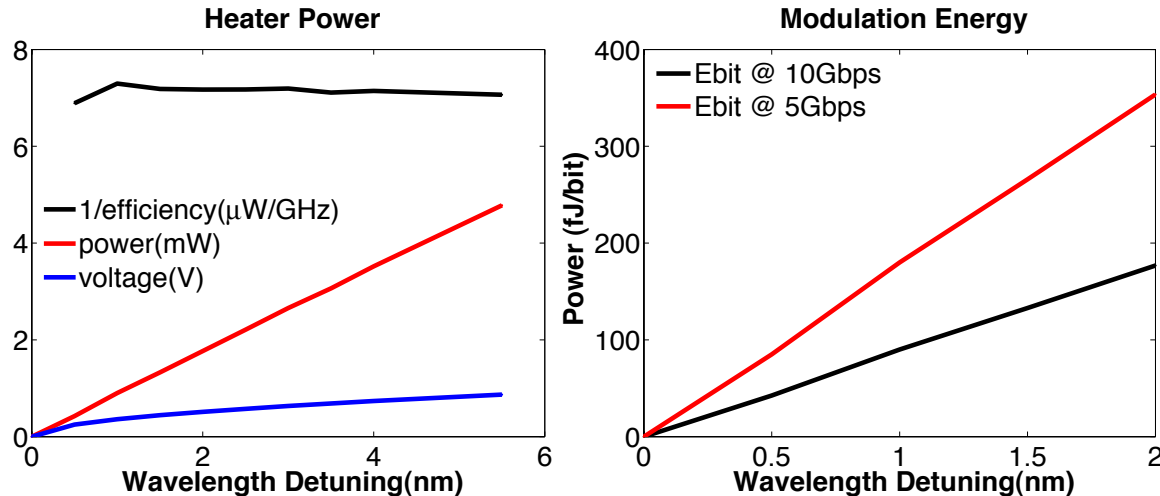 Heater Power
8
6
4
2
0
1/efficiency(μW/GHz)
power(mW)
voltage(V)
0
2
4
6
Wavelength Detuning(nm)
Modulation Energy
Power (fJ/bit)
400
300
200
100
0
Ebit @ 10Gbps
Ebit @ 5Gbps
0
0.5
1
1.5
2
Wavelength Detuning(nm)